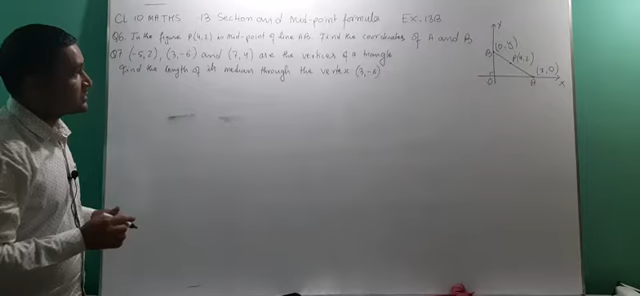 CL 10 MATHS 13 Section and Mid-point formula Ex. 13B
Q6. In the figure P(4,2) is mid-point of line AB. Find the coordinates of A and B
Q7 (-5,2), (3,-6) and (7,4) are the vertices of a triangle
find the length of its median through the vertex (3,-6)
Y
B (0,y)
P(4,2)
(x,0)
O A X